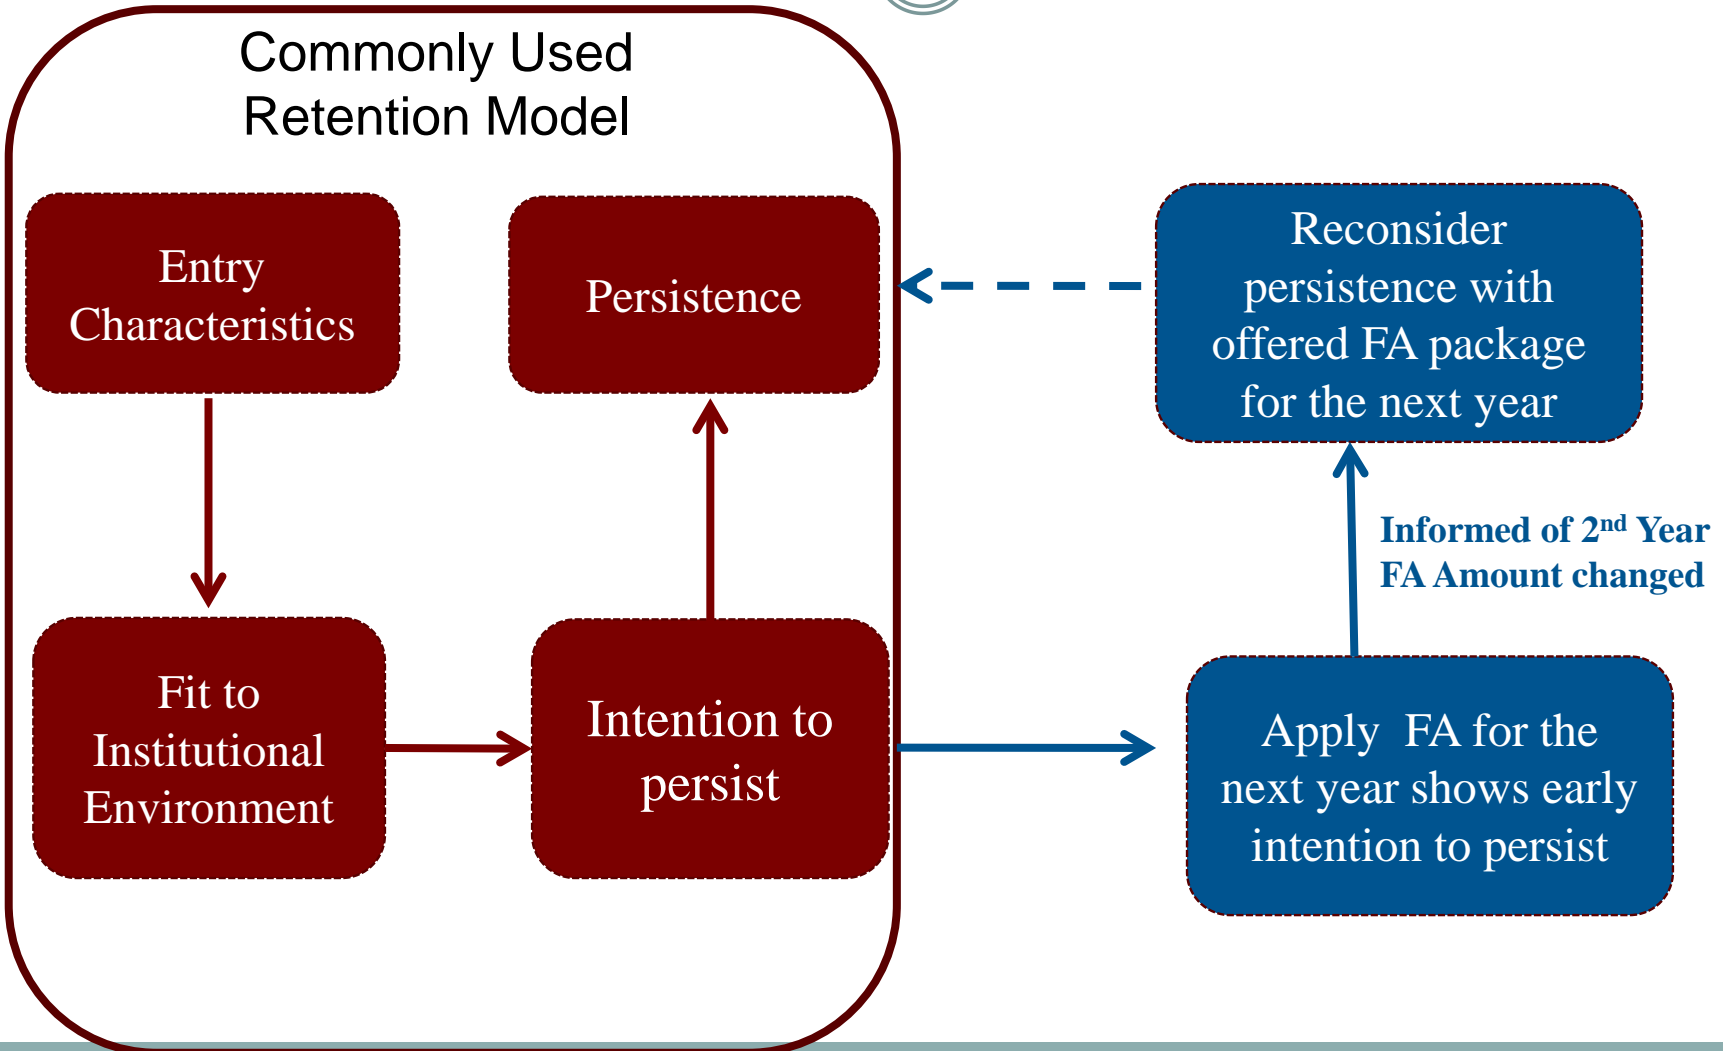 Commonly Used
Retention Model
Entry
Characteristics
Persistence
Reconsider
persistence with
offered FA package
for the next year
Informed of 2nd Year
FA Amount changed
Fit to
Institutional
Environment
Intention to
persist
Apply  FA for the
next year shows early
intention to persist